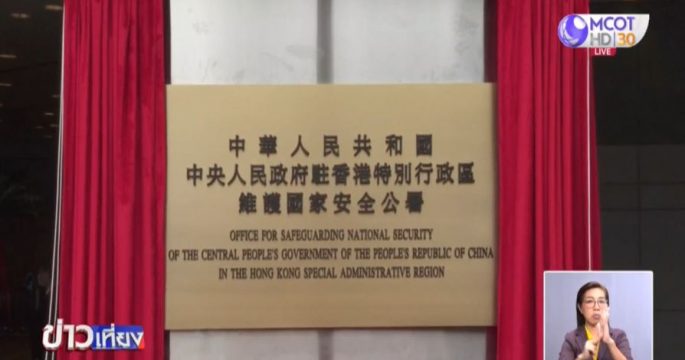 MCOT
HD 30
LIVE
中華人民共和國
中央人民政府駐香港特別行政區
維護國家安全公署
OFFICE FOR SAFEGUARDING NATIONAL SECURITY
OF THE CENTRAL PEOPLE'S GOVERNMENT OF THE PEOPLE'S REPUBLIC OF CHINA
IN THE HONG KONG SPECIAL ADMINISTRATIVE REGION
ข่าวเที่ยง